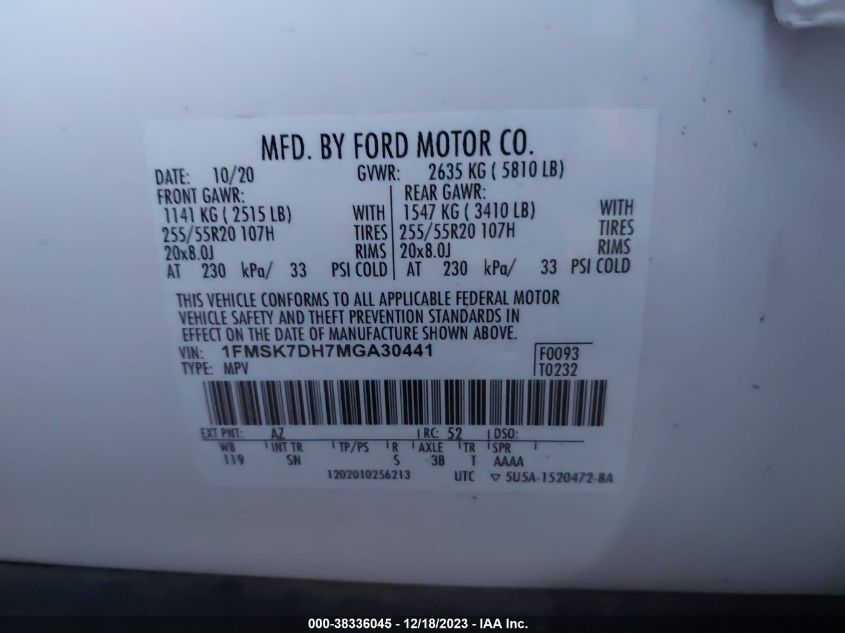 MFD. BY FORD MOTOR CO.
DATE: 10/20 GVWR: 2635 KG ( 5810 LB)
FRONT GAWR: REAR GAWR:
1141 KG ( 2515 LB) WITH 1547 KG ( 3410 LB) WITH
255/55R20 107H TIRES 255/55R20 107H TIRES
20x8.0J RIMS 20x8.0J RIMS
AT 230 kPa/ 33 PSI COLD AT 230 kPa/ 33 PSI COLD
THIS VEHICLE CONFORMS TO ALL APPLICABLE FEDERAL MOTOR
VEHICLE SAFETY AND THEFT PREVENTION STANDARDS IN
EFFECT ON THE DATE OF MANUFACTURE SHOWN ABOVE.
VIN: 1FMSK7DH7MGA30441 F0093
TYPE: MPV T0232
EXT PNT: AZ RC: 52 DSO:
WB INT TR TP/PS R AXLE TR SPR
119 SN S 3B T AAAA
1202010256213 UTC ▽ 5U5A-1520472-BA
000-38336045 - 12/18/2023 - IAA Inc.